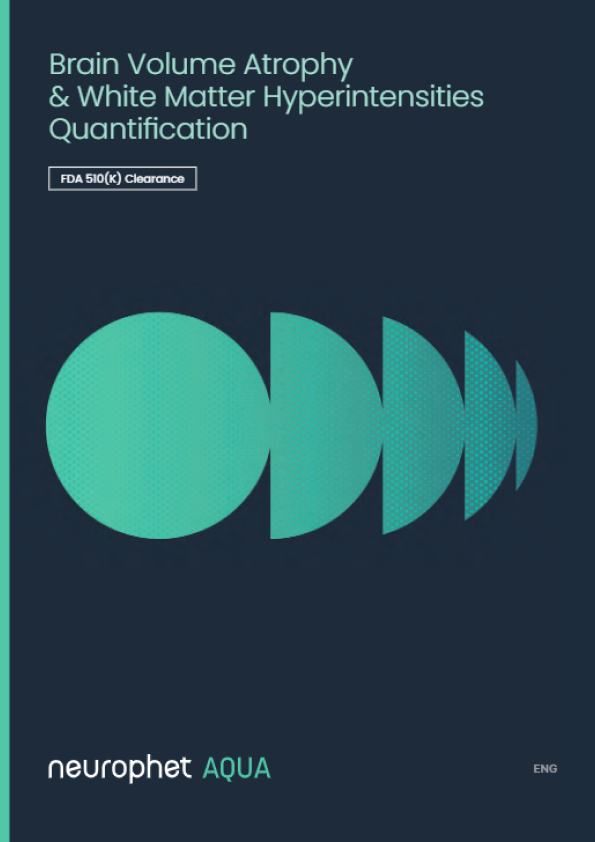 Brain Volume Atrophy
& White Matter Hyperintensities
Quantification
FDA 510(K) Clearance
neurophet AQUA
ENG